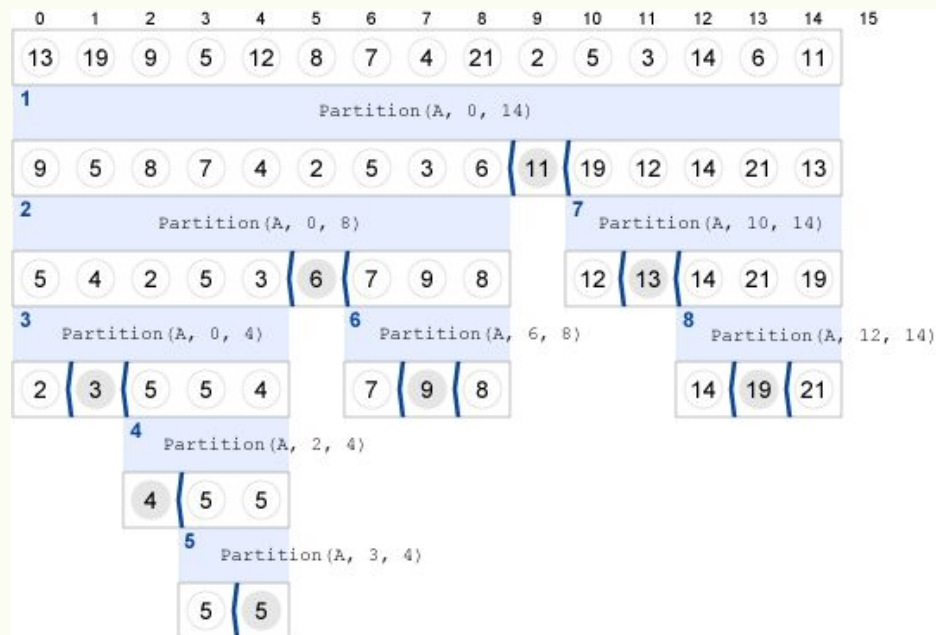 0 1 2 3 4 5 6 7 8 9 10 11 12 13 14 15
13 19 9 5 12 8 7 4 21 2 5 3 14 6 11
1 Partition(A, 0, 14)
9 5 8 7 4 2 5 3 6 11 19 12 14 21 13
2 Partition(A, 0, 8) 7 Partition(A, 10, 14)
5 4 2 5 3 6 7 9 8 12 13 14 21 19
3 Partition(A, 0, 4) 6 Partition(A, 6, 8) 8 Partition(A, 12, 14)
2 3 5 5 4 7 9 8 14 19 21
4 Partition(A, 2, 4)
4 5 5
5 Partition(A, 3, 4)
5 5